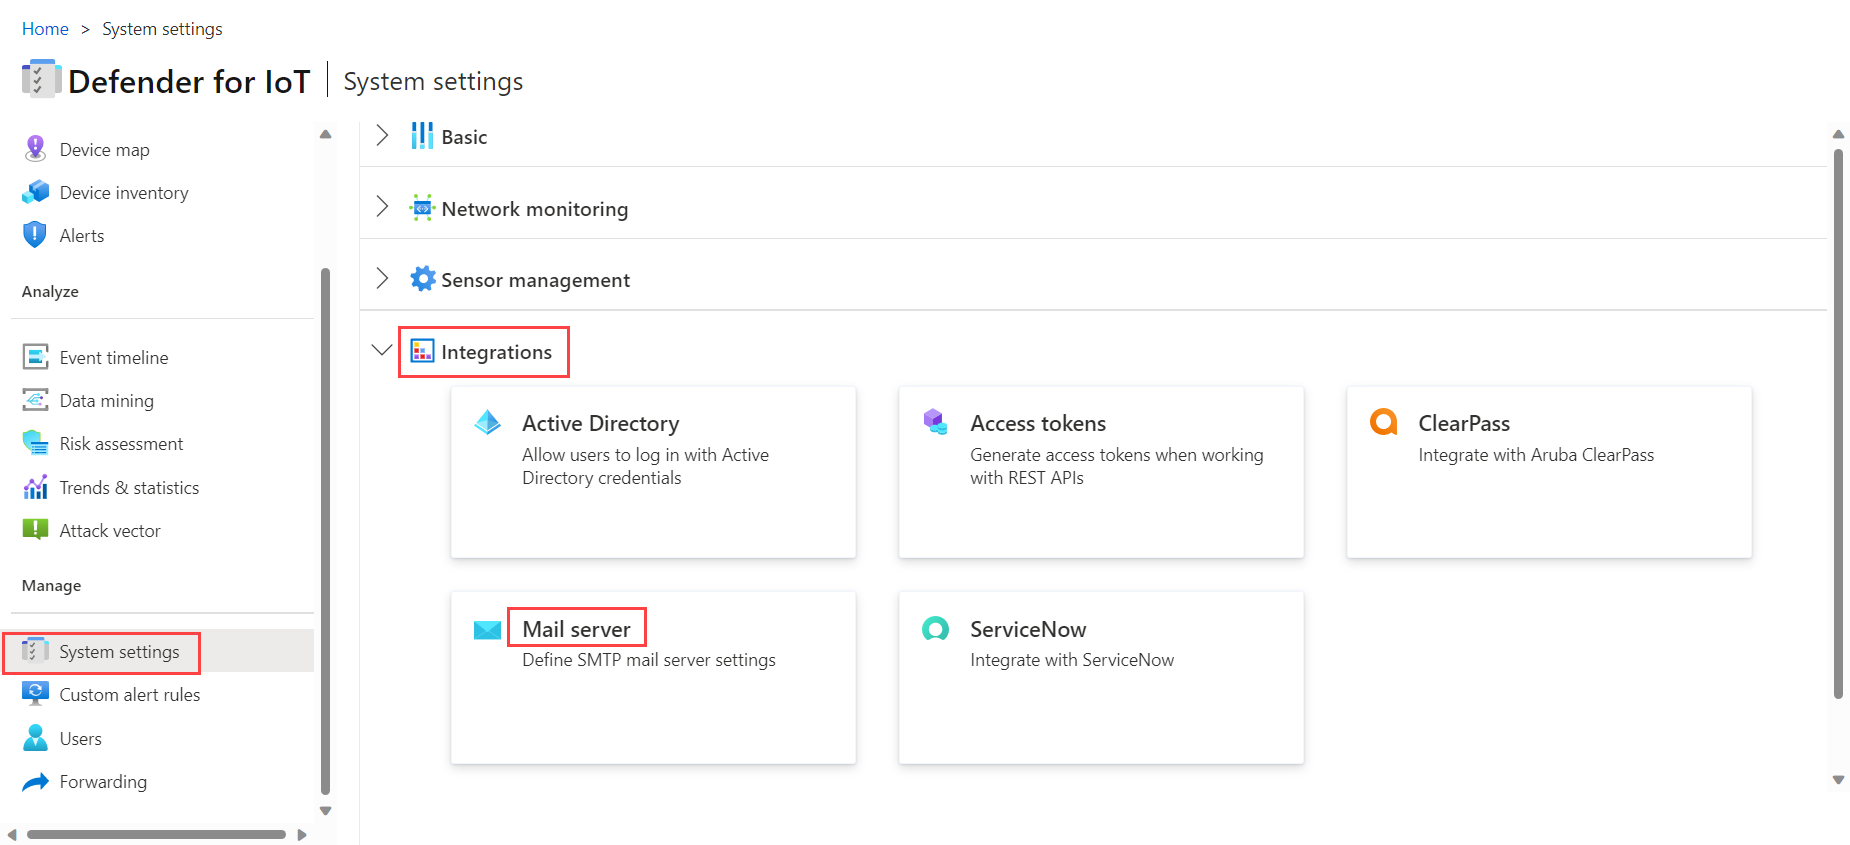 Home > System settings
Defender for IoT | System settings
Device map
Device inventory
Alerts
Analyze
Event timeline
Data mining
Risk assessment
Trends & statistics
Attack vector
Manage
System settings
Custom alert rules
Users
Forwarding
Basic
Network monitoring
Sensor management
Integrations
Active Directory
Allow users to log in with Active
Directory credentials
Access tokens
Generate access tokens when working
with REST APIs
ClearPass
Integrate with Aruba ClearPass
Mail server
Define SMTP mail server settings
ServiceNow
Integrate with ServiceNow